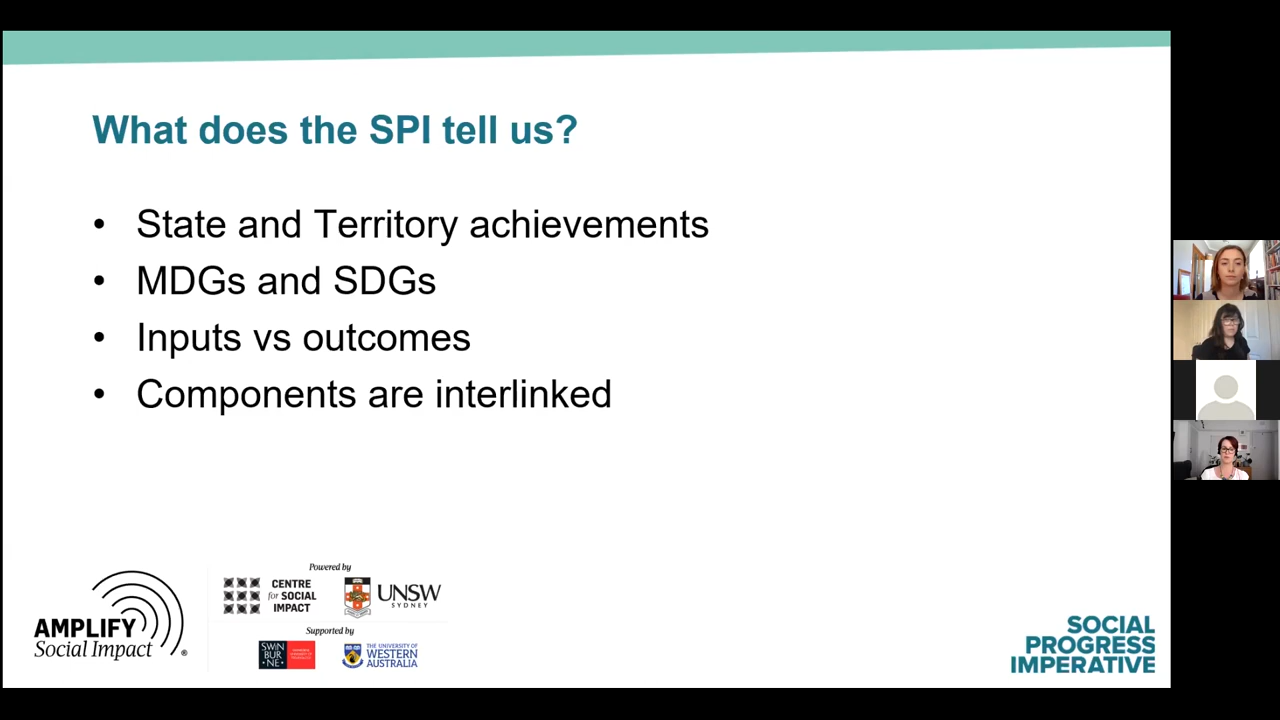 What does the SPI tell us?
• State and Territory achievements
• MDGs and SDGs
• Inputs vs outcomes
• Components are interlinked
AMPLIFY
Social Impact
®
Powered by
CENTRE
for SOCIAL
IMPACT
UNSW
SYDNEY
Supported by
SWIN
BUR
NE
THE UNIVERSITY OF
WESTERN
AUSTRALIA
SOCIAL
PROGRESS
IMPERATIVE